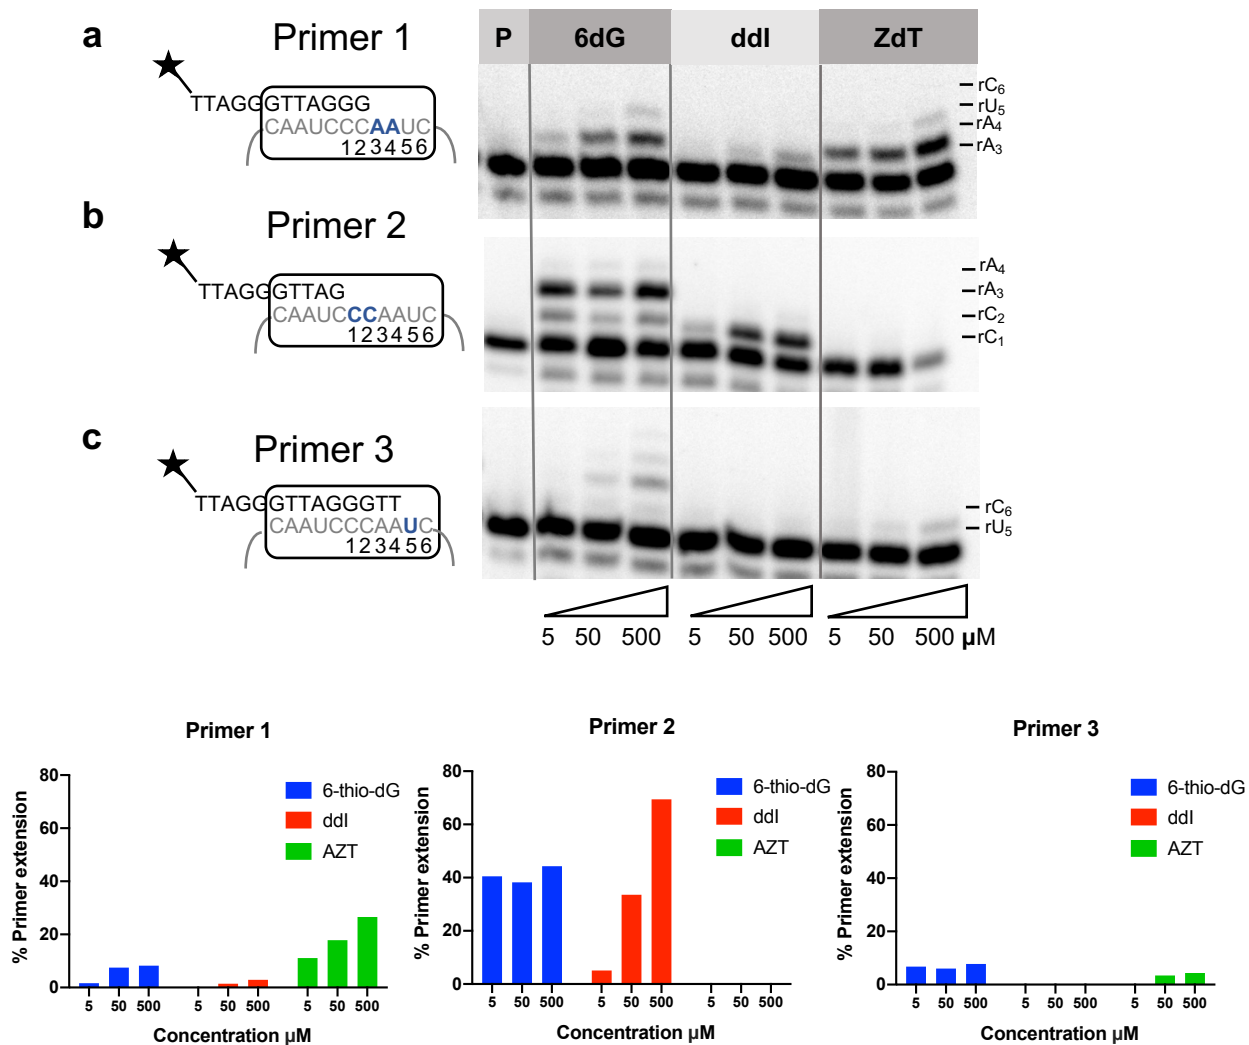 a
Primer 1
TTAGGGTTAGGG
CAAUCCCAAUC
123456
P 6dG ddI ZdT
rC6
rU5
rA4
rA3
b
Primer 2
TTAGGGTTAG
CAAUCCCAAUC
123456
rA4
rA3
rC2
rC1
c
Primer 3
TTAGGGTTAGGGTT
CAAUCCCAAUC
123456
rC6
rU5
5 50 500 5 50 500 5 50 500 µM
Primer 1
% Primer extension
80
60
40
20
0
6-thio-dG
ddI
AZT
5 50 500 5 50 500 5 50 500
Concentration µM
Primer 2
% Primer extension
80
60
40
20
0
6-thio-dG
ddI
AZT
5 50 500 5 50 500 5 50 500
Concentration µM
Primer 3
% Primer extension
80
60
40
20
0
6-thio-dG
ddI
AZT
5 50 500 5 50 500 5 50 500
Concentration µM